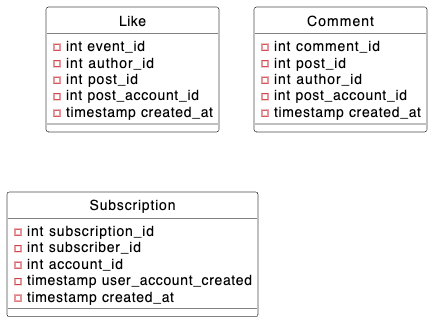 Like
int event_id
int author_id
int post_id
int post_account_id
timestamp created_at
Comment
int comment_id
int post_id
int author_id
int post_account_id
timestamp created_at
Subscription
int subscription_id
int subscriber_id
int account_id
timestamp user_account_created
timestamp created_at